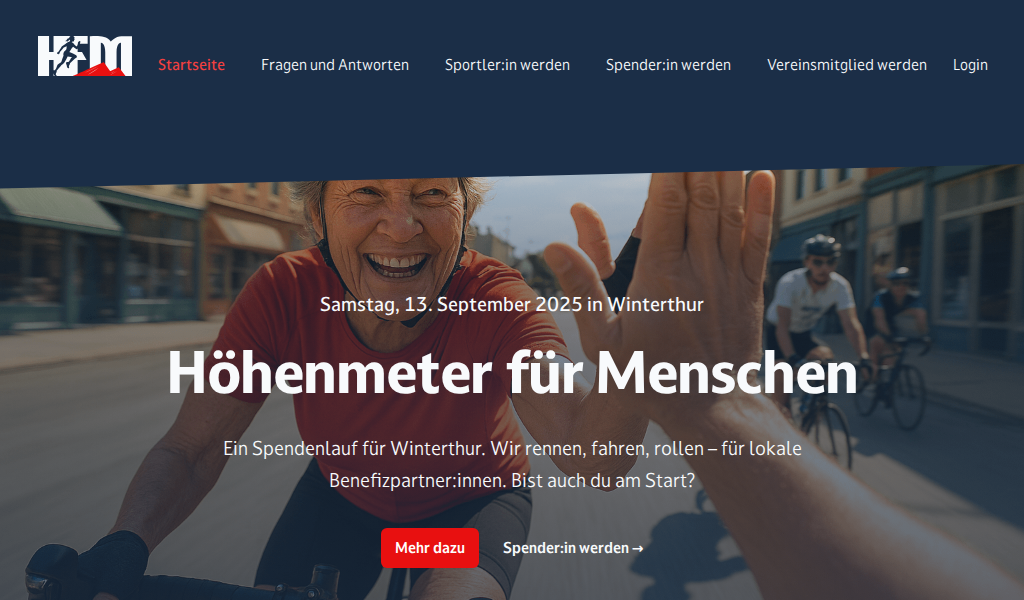 HFM
Startseite
Fragen und Antworten
Sportler:in werden
Spender:in werden
Vereinsmitglied werden
Login
Samstag, 13. September 2025 in Winterthur
Höhenmeter für Menschen
Ein Spendenlauf für Winterthur. Wir rennen, fahren, rollen – für lokale
Benefizpartner:innen. Bist auch du am Start?
Mehr dazu
Spender:in werden →